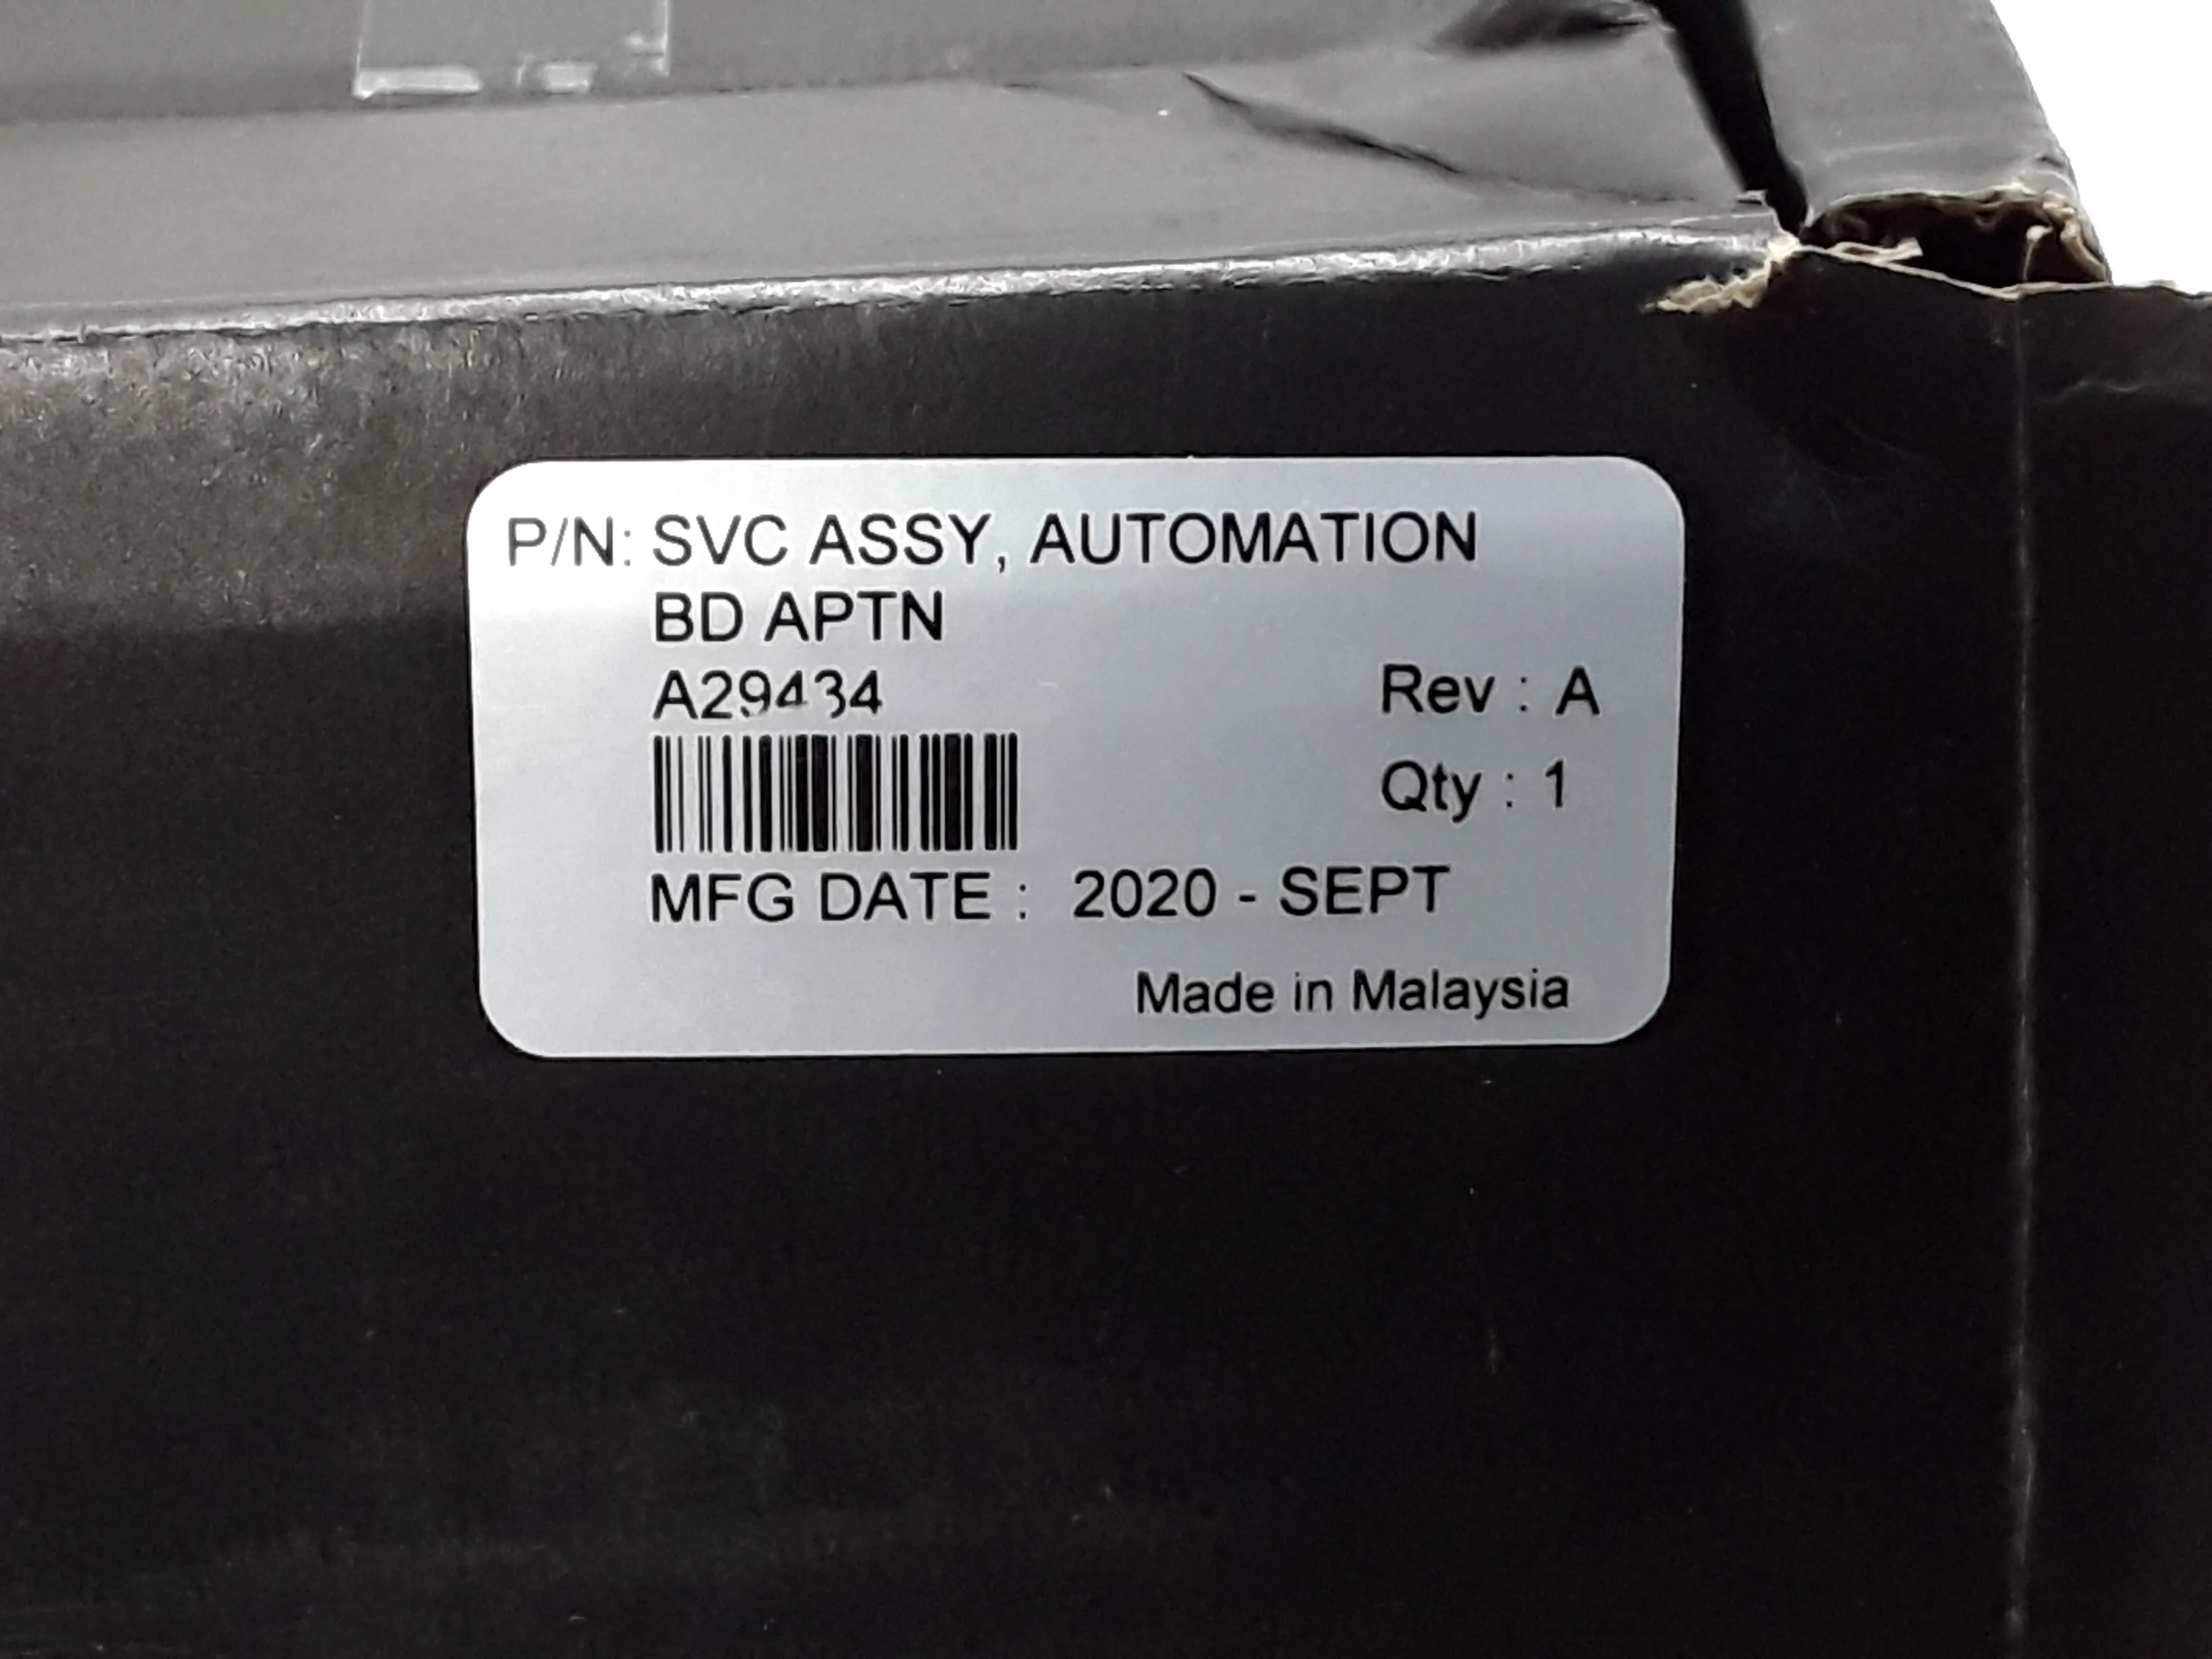 P/N: SVC ASSY, AUTOMATION
BD APTN
A29434
Rev : A
Qty : 1
MFG DATE : 2020 - SEPT
Made in Malaysia